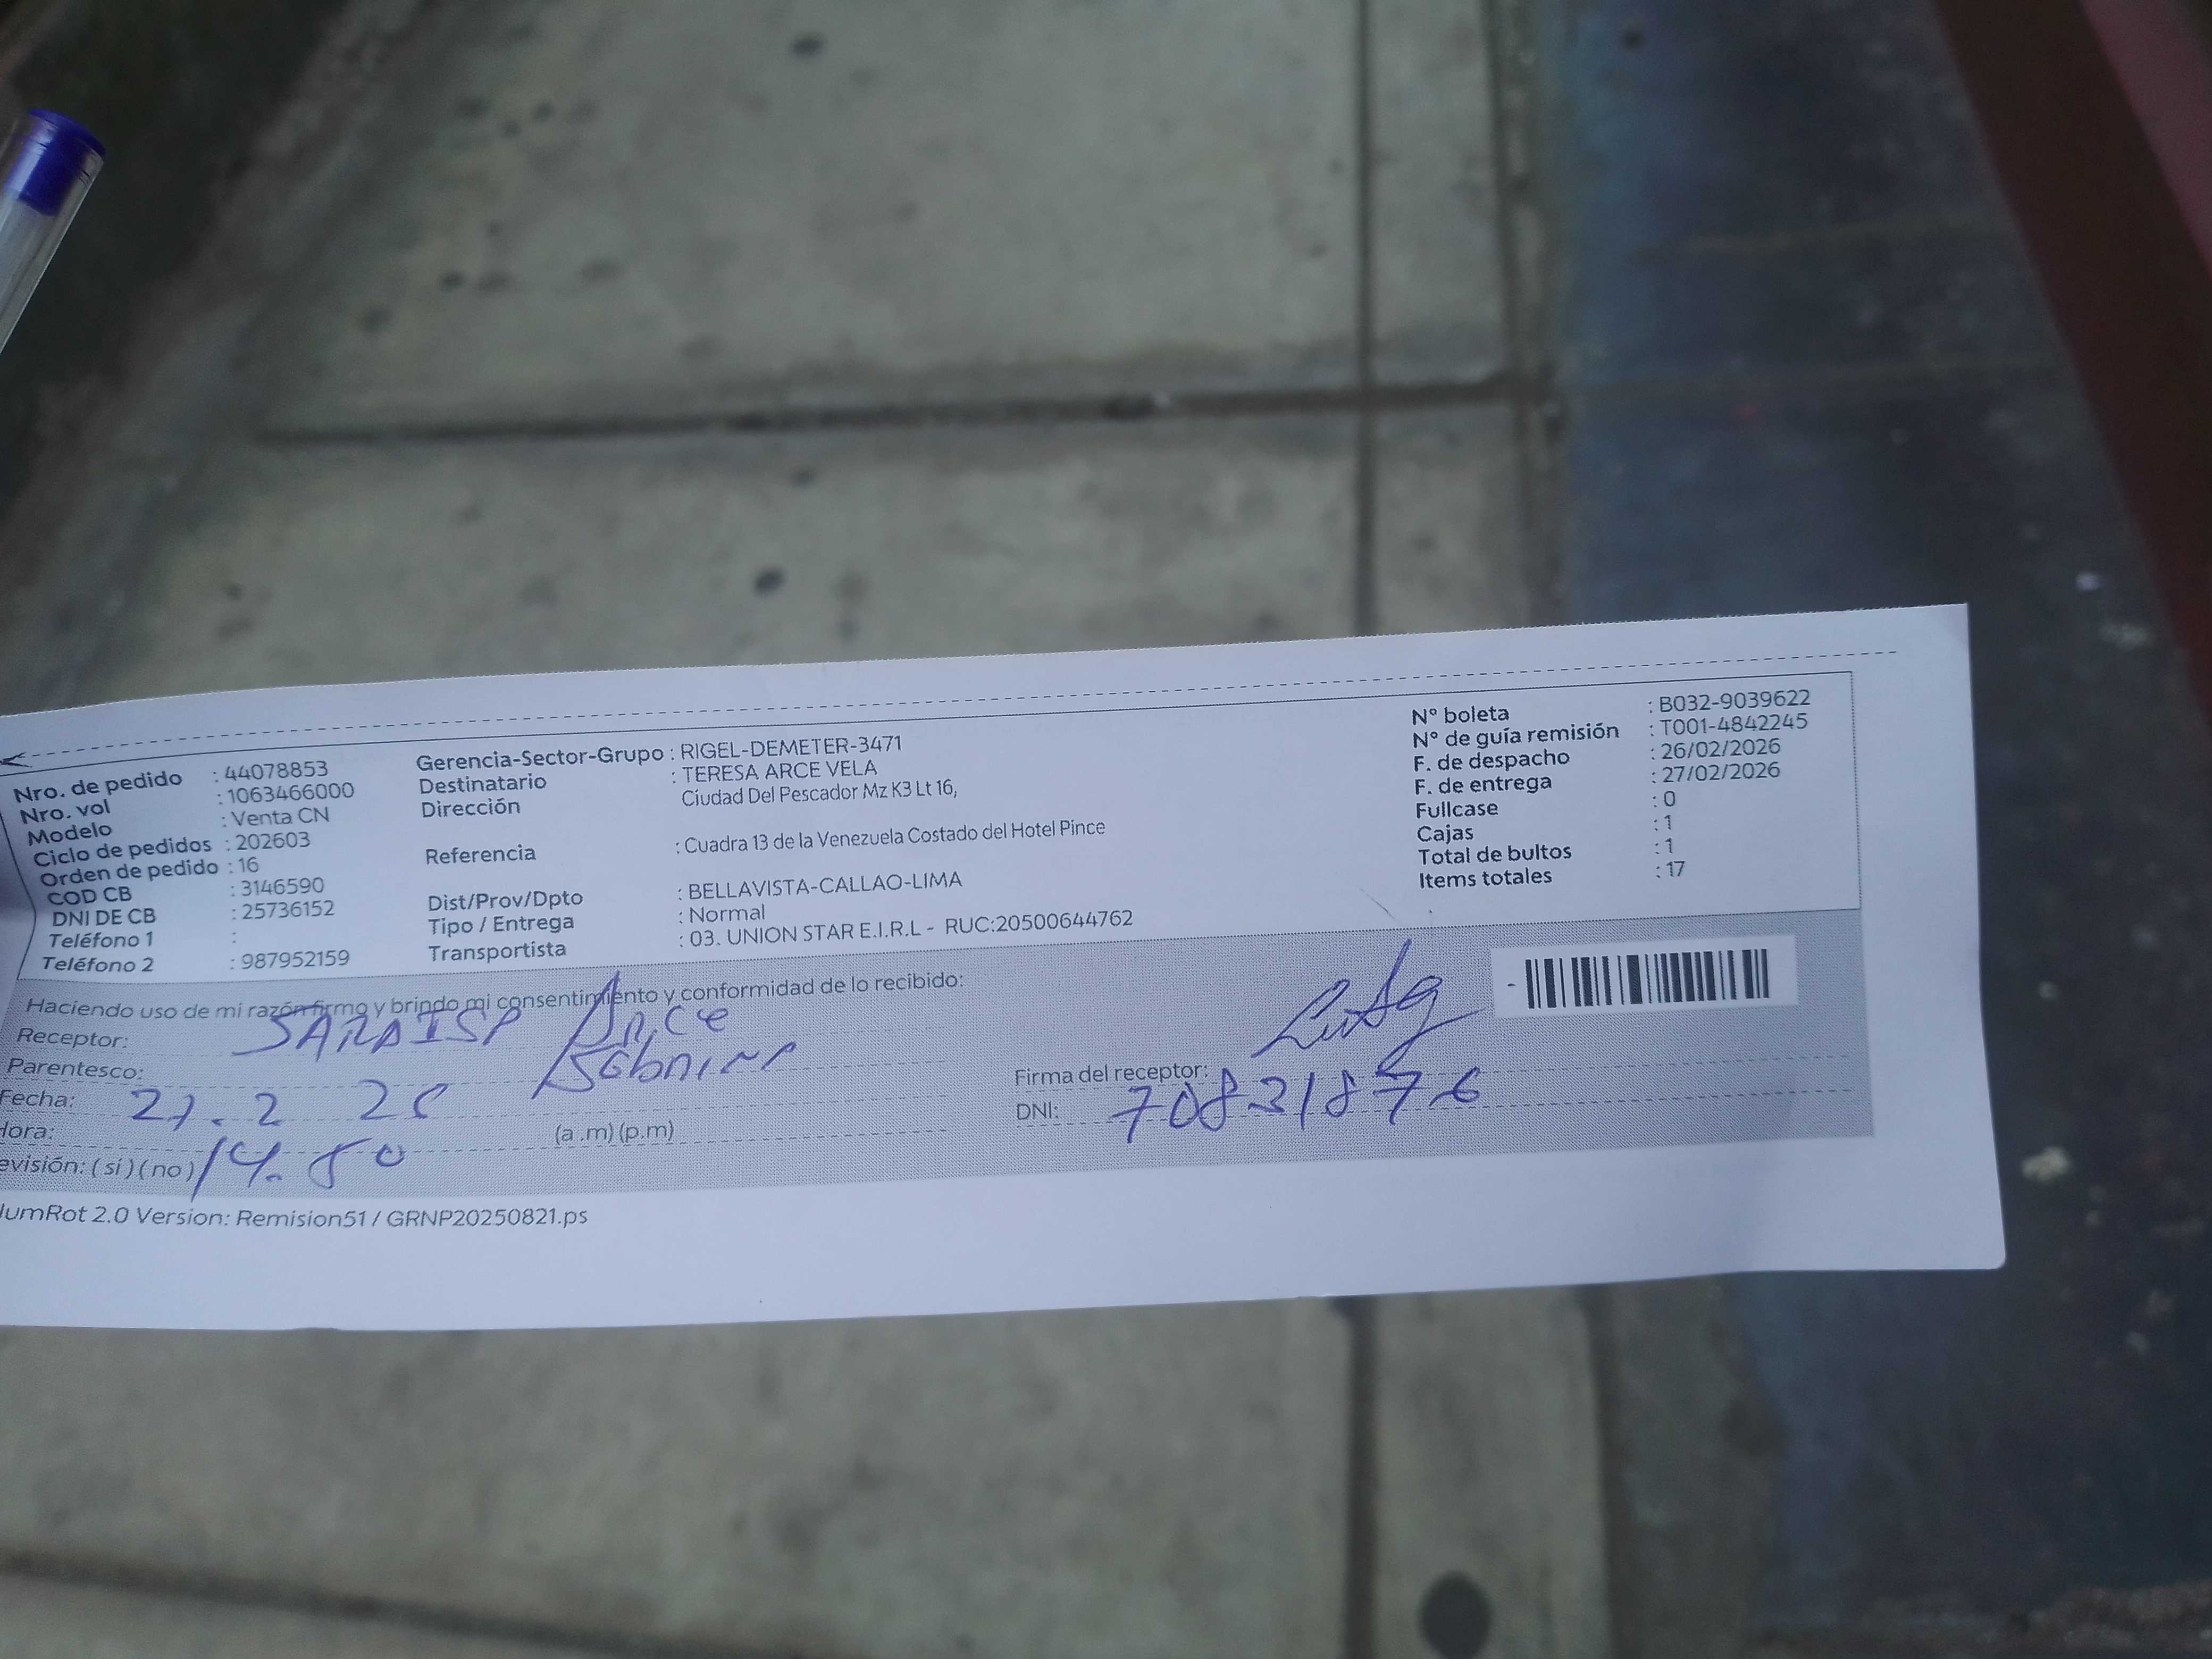 Nro. de pedido : 44078853
Nro. vol : 1063466000
Modelo : Venta CN
Ciclo de pedidos : 202603
Orden de pedido : 16
COD CB : 3146590
DNI DE CB : 25736152
Teléfono 1 :
Teléfono 2 : 987952159
Gerencia-Sector-Grupo : RIGEL-DEMETER-3471
Destinatario : TERESA ARCE VELA
Dirección Ciudad Del Pescador Mz K3 Lt 16,
Referencia : Cuadra 13 de la Venezuela Costado del Hotel Pince
Dist/Prov/Dpto : BELLAVISTA-CALLAO-LIMA
Tipo / Entrega : Normal
Transportista : 03. UNION STAR E.I.R.L - RUC:20500644762
N° boleta : B032-9039622
N° de guía remisión : T001-4842245
F. de despacho : 26/02/2026
F. de entrega : 27/02/2026
Fullcase : 0
Cajas : 1
Total de bultos : 1
Items totales : 17
Haciendo uso de mi razón firmo y brindo mi consentimiento y conformidad de lo recibido:
Receptor: Arce
Parentesco: Sobrina
Fecha: 27. 2
Hora: (a .m) (p.m)
evisión: ( si ) ( no ) 14. 50
Firma del receptor:
DNI: 70831876
umRot 2.0 Version: Remision51 / GRNP20250821.ps